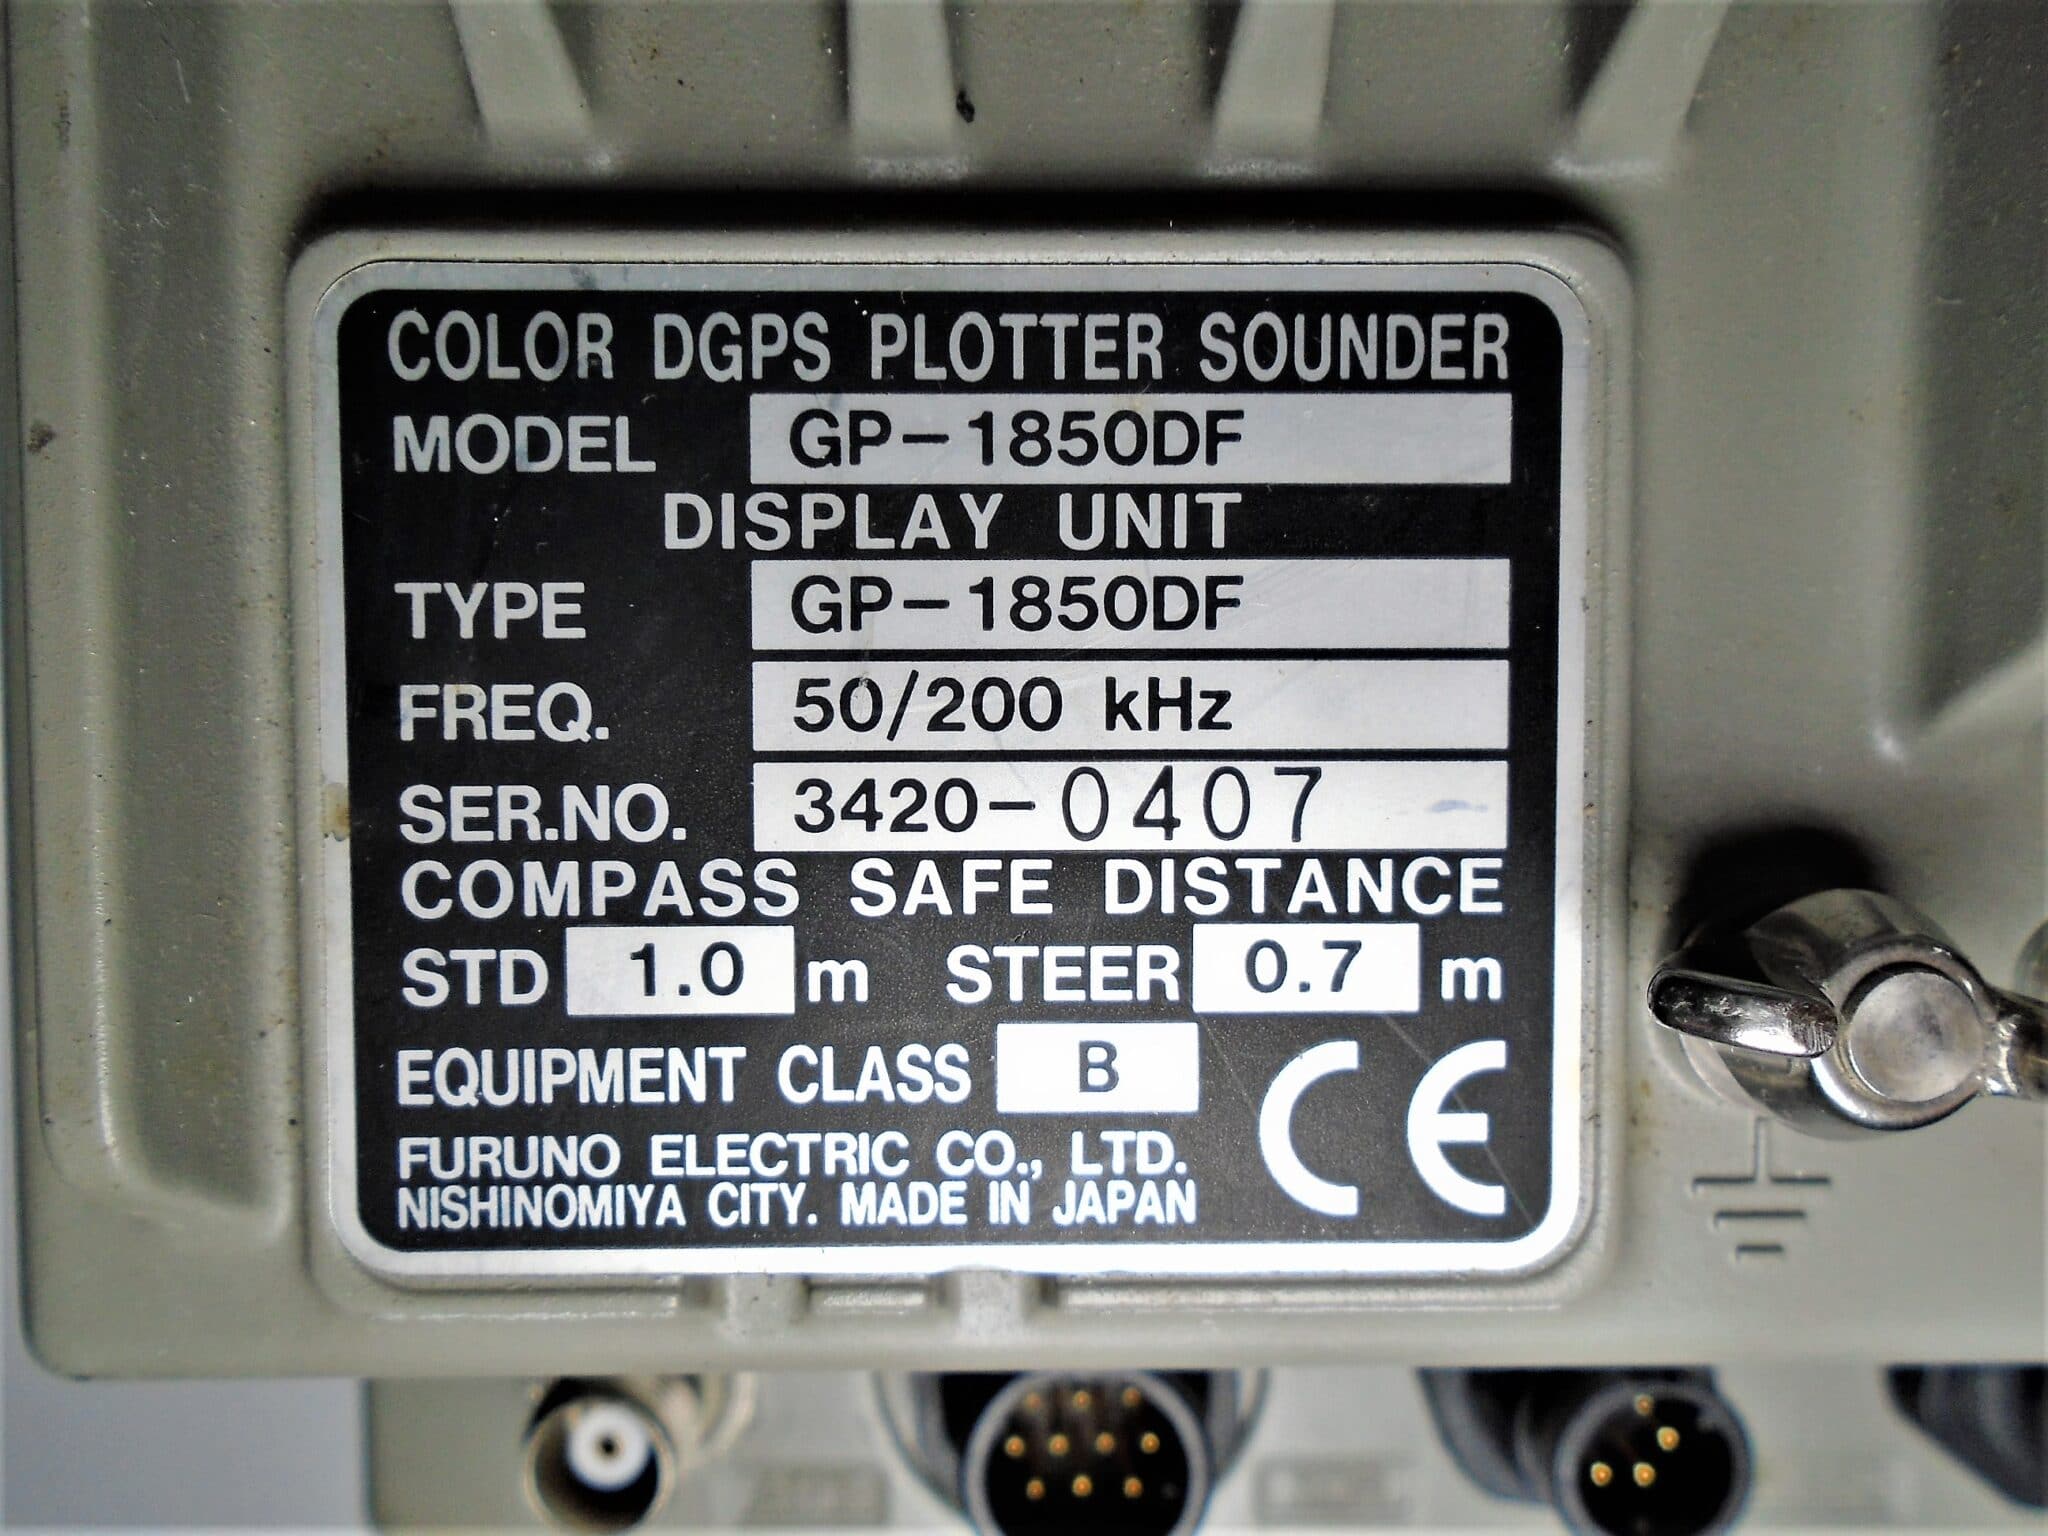 COLOR DGPS PLOTTER SOUNDER
MODEL GP-1850DF
DISPLAY UNIT
TYPE GP-1850DF
FREQ. 50/200 kHz
SER.NO. 3420-0407
COMPASS SAFE DISTANCE
STD 1.0 m STEER 0.7 m
EQUIPMENT CLASS B
CE
FURUNO ELECTRIC CO., LTD.
NISHINOMIYA CITY. MADE IN JAPAN